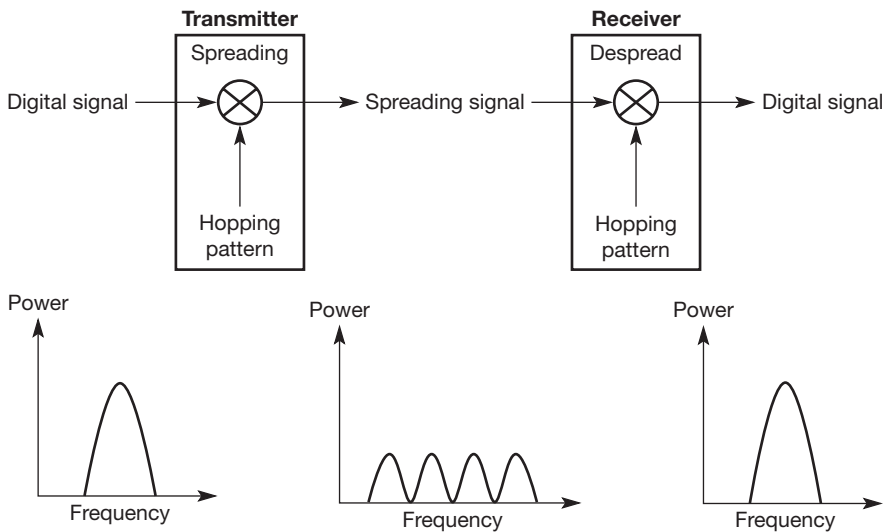 Transmitter
Receiver
Spreading
Despread
Digital signal
Spreading signal
Digital signal
Hopping
pattern
Hopping
pattern
Power
Power
Power
Frequency
Frequency
Frequency